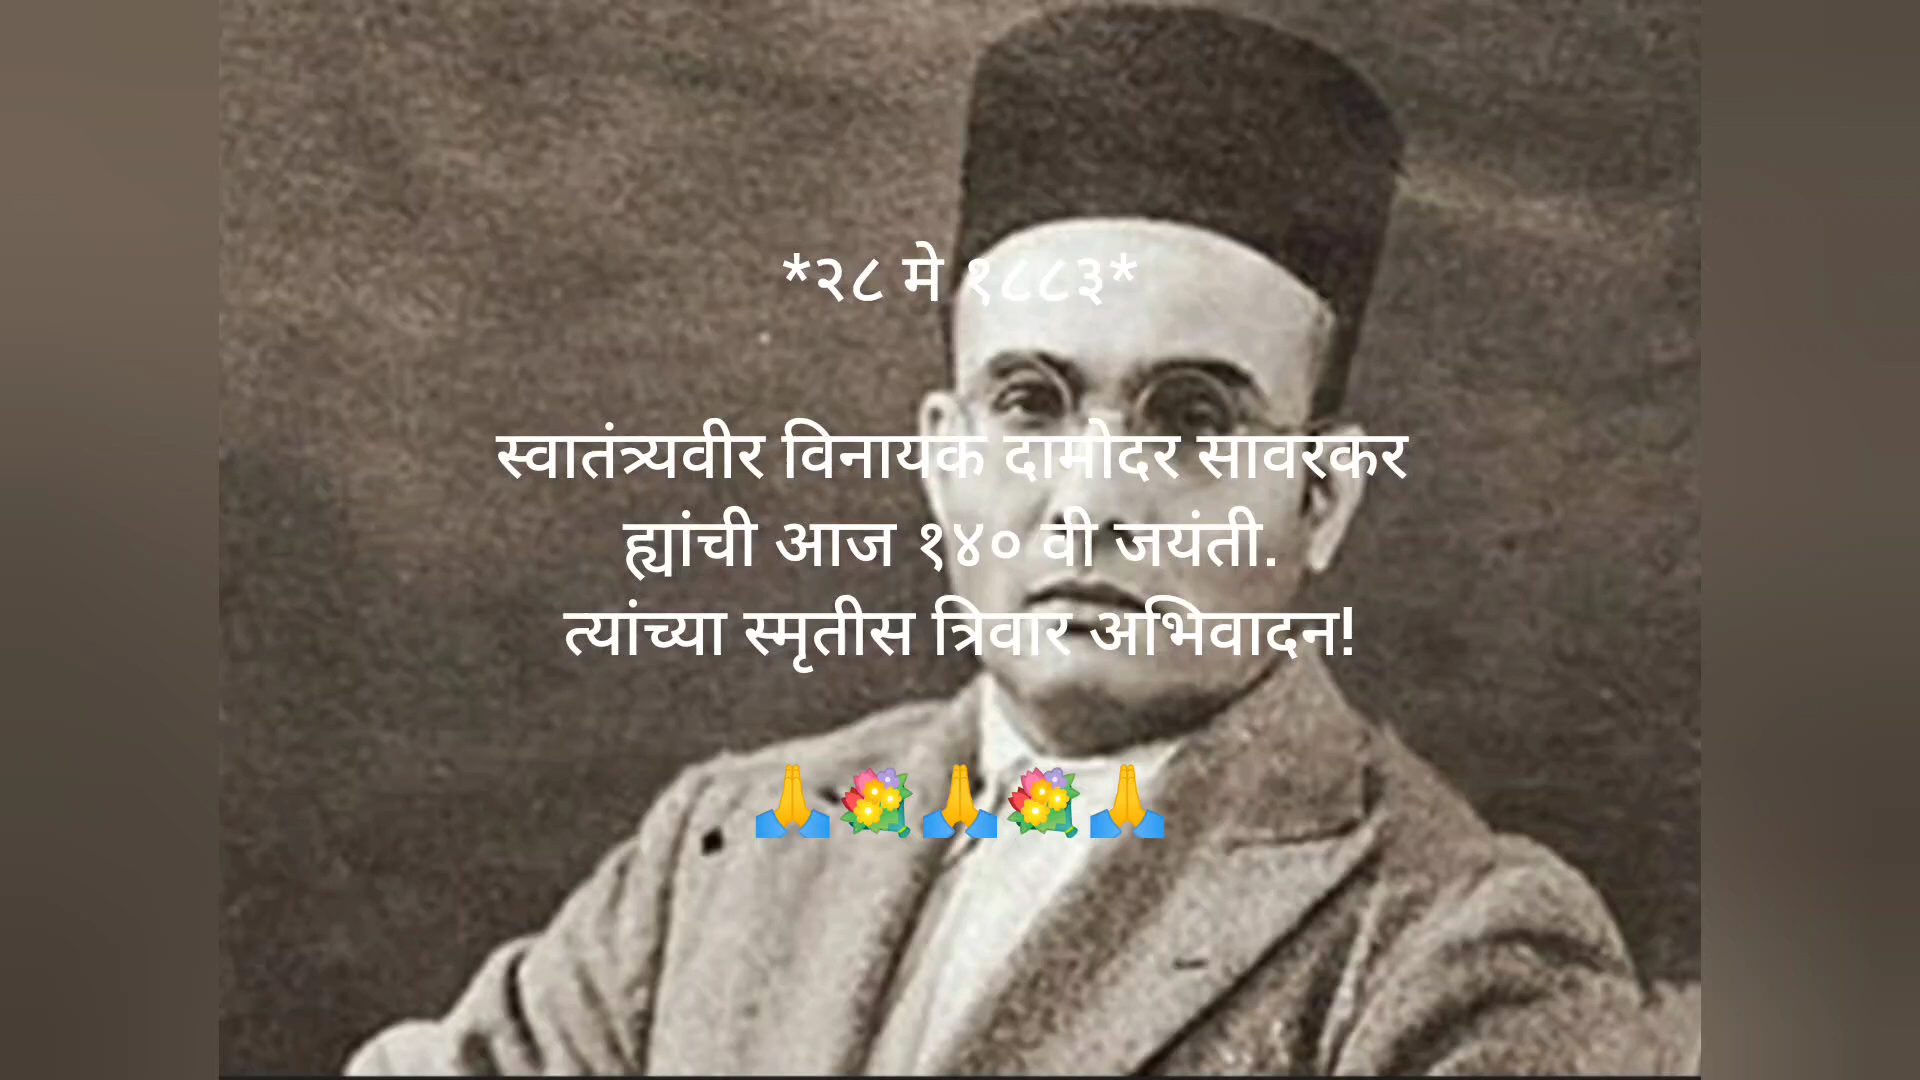 *२८ मे १८८३*
स्वातंत्र्यवीर विनायक दामोदर सावरकर
ह्यांची आज १४० वी जयंती.
त्यांच्या स्मृतीस त्रिवार अभिवादन!
🙏💐🙏💐🙏